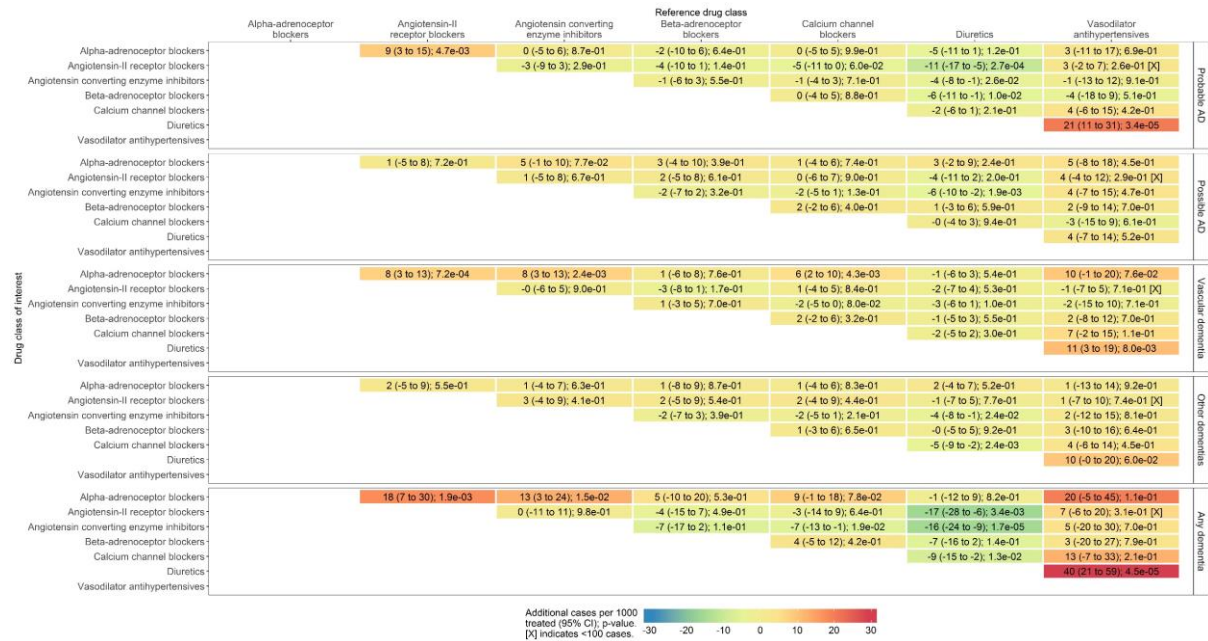 Reference drug class
Alpha-adrenoceptor blockers
Angiotensin-II receptor blockers
Angiotensin converting enzyme inhibitors
Beta-adrenoceptor blockers
Calcium channel blockers
Diuretics
Vasodilator antihypertensives
Drug class of interest
Probable AD
Alpha-adrenoceptor blockers 9 (3 to 15); 4.7e-03 0 (-5 to 6); 8.7e-01 -2 (-10 to 6); 6.4e-01 0 (-5 to 5); 9.9e-01 -5 (-11 to 1); 1.2e-01 3 (-11 to 17); 6.9e-01
Angiotensin-II receptor blockers -3 (-9 to 3); 2.9e-01 -4 (-10 to 1); 1.4e-01 -5 (-11 to 0); 6.0e-02 -11 (-17 to -5); 2.7e-04 3 (-2 to 7); 2.6e-01 [X]
Angiotensin converting enzyme inhibitors -1 (-6 to 3); 5.5e-01 -1 (-4 to 3); 7.1e-01 -4 (-8 to -1); 2.6e-02 -1 (-13 to 12); 9.1e-01
Beta-adrenoceptor blockers 0 (-4 to 5); 8.8e-01 -6 (-11 to -1); 1.0e-02 -4 (-18 to 9); 5.1e-01
Calcium channel blockers -2 (-6 to 1); 2.1e-01 4 (-6 to 15); 4.2e-01
Diuretics 21 (11 to 31); 3.4e-05
Vasodilator antihypertensives
Possible AD
Alpha-adrenoceptor blockers 1 (-5 to 8); 7.2e-01 5 (-1 to 10); 7.7e-02 3 (-4 to 10); 3.9e-01 1 (-4 to 6); 7.4e-01 3 (-2 to 9); 2.4e-01 5 (-8 to 18); 4.5e-01
Angiotensin-II receptor blockers 1 (-5 to 8); 6.7e-01 2 (-5 to 8); 6.1e-01 0 (-6 to 7); 9.0e-01 -4 (-11 to 2); 2.0e-01 4 (-4 to 12); 2.9e-01 [X]
Angiotensin converting enzyme inhibitors -2 (-7 to 2); 3.2e-01 -2 (-5 to 1); 1.3e-01 -6 (-10 to -2); 1.9e-03 4 (-7 to 15); 4.7e-01
Beta-adrenoceptor blockers 2 (-2 to 6); 4.0e-01 1 (-3 to 6); 5.9e-01 2 (-9 to 14); 7.0e-01
Calcium channel blockers -0 (-4 to 3); 9.4e-01 -3 (-15 to 9); 6.1e-01
Diuretics 4 (-7 to 14); 5.2e-01
Vasodilator antihypertensives
Vascular dementia
Alpha-adrenoceptor blockers 8 (3 to 13); 7.2e-04 8 (3 to 13); 2.4e-03 1 (-6 to 8); 7.6e-01 6 (2 to 10); 4.3e-03 -1 (-6 to 3); 5.4e-01 10 (-1 to 20); 7.6e-02
Angiotensin-II receptor blockers -0 (-6 to 5); 9.0e-01 -3 (-8 to 1); 1.7e-01 1 (-4 to 5); 8.4e-01 -2 (-7 to 4); 5.3e-01 -1 (-7 to 5); 7.1e-01 [X]
Angiotensin converting enzyme inhibitors 1 (-3 to 5); 7.0e-01 -2 (-5 to 0); 8.0e-02 -3 (-6 to 1); 1.0e-01 -2 (-15 to 10); 7.1e-01
Beta-adrenoceptor blockers 2 (-2 to 6); 3.2e-01 -1 (-5 to 3); 5.5e-01 2 (-8 to 12); 7.0e-01
Calcium channel blockers -2 (-5 to 2); 3.0e-01 7 (-2 to 15); 1.1e-01
Diuretics 11 (3 to 19); 8.0e-03
Vasodilator antihypertensives
Other dementias
Alpha-adrenoceptor blockers 2 (-5 to 9); 5.5e-01 1 (-4 to 7); 6.3e-01 1 (-8 to 9); 8.7e-01 1 (-4 to 6); 8.3e-01 2 (-4 to 7); 5.2e-01 1 (-13 to 14); 9.2e-01
Angiotensin-II receptor blockers 3 (-4 to 9); 4.1e-01 2 (-5 to 9); 5.4e-01 2 (-4 to 9); 4.4e-01 -1 (-7 to 5); 7.7e-01 1 (-7 to 10); 7.4e-01 [X]
Angiotensin converting enzyme inhibitors -2 (-7 to 3); 3.9e-01 -2 (-5 to 1); 2.1e-01 -4 (-8 to -1); 2.4e-02 2 (-12 to 15); 8.1e-01
Beta-adrenoceptor blockers 1 (-3 to 6); 6.5e-01 -0 (-5 to 5); 9.2e-01 3 (-10 to 16); 6.4e-01
Calcium channel blockers -5 (-9 to -2); 2.4e-03 4 (-6 to 14); 4.5e-01
Diuretics 10 (-0 to 20); 6.0e-02
Vasodilator antihypertensives
Any dementia
Alpha-adrenoceptor blockers 18 (7 to 30); 1.9e-03 13 (3 to 24); 1.5e-02 5 (-10 to 20); 5.3e-01 9 (-1 to 18); 7.8e-02 -1 (-12 to 9); 8.2e-01 20 (-5 to 45); 1.1e-01
Angiotensin-II receptor blockers 0 (-11 to 11); 9.8e-01 -4 (-15 to 7); 4.9e-01 -3 (-14 to 9); 6.4e-01 -17 (-28 to -6); 3.4e-03 7 (-6 to 20); 3.1e-01 [X]
Angiotensin converting enzyme inhibitors -7 (-17 to 2); 1.1e-01 -7 (-13 to -1); 1.9e-02 -16 (-24 to -9); 1.7e-05 5 (-20 to 30); 7.0e-01
Beta-adrenoceptor blockers 4 (-5 to 12); 4.2e-01 -7 (-16 to 2); 1.4e-01 3 (-20 to 27); 7.9e-01
Calcium channel blockers -9 (-15 to -2); 1.3e-02 13 (-7 to 33); 2.1e-01
Diuretics 40 (21 to 59); 4.5e-05
Vasodilator antihypertensives
Additional cases per 1000
treated (95% CI); p-value.
[X] indicates <100 cases.
-30 -20 -10 0 10 20 30